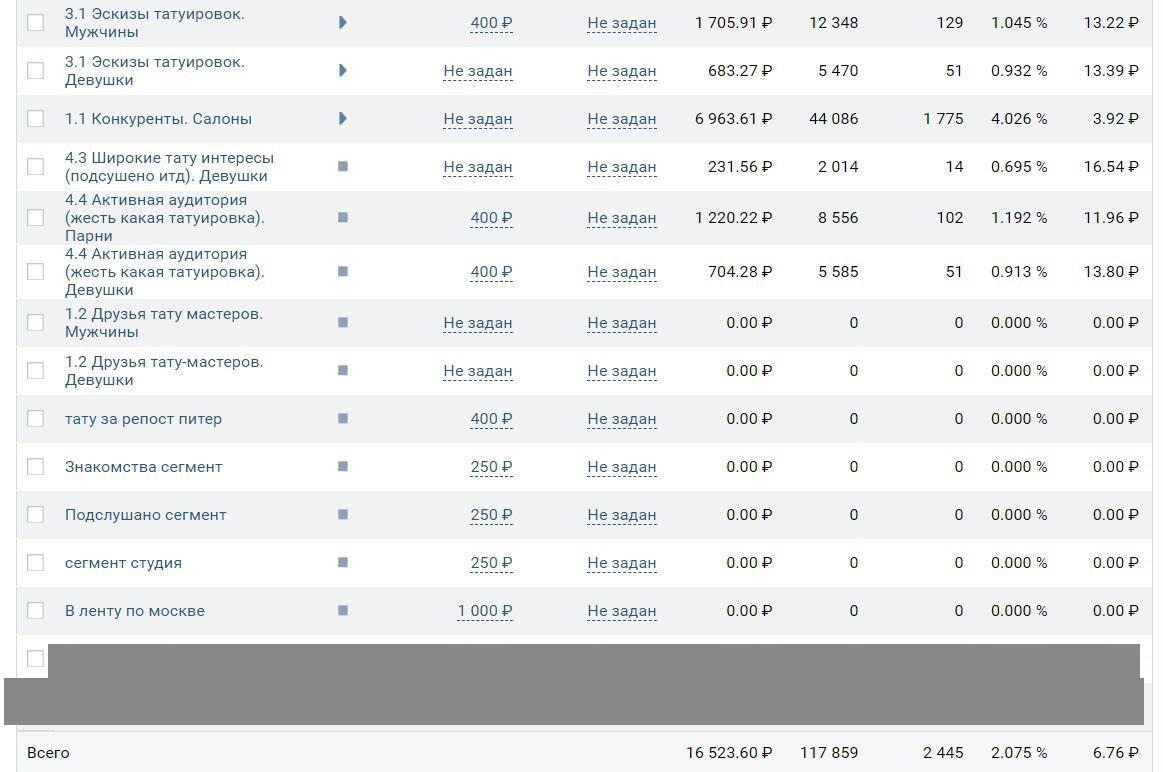 3.1 Эскизы татуировок.
Мужчины 400 ₽ Не задан 1 705.91 ₽ 12 348 129 1.045 % 13.22 ₽
3.1 Эскизы татуировок.
Девушки Не задан Не задан 683.27 ₽ 5 470 51 0.932 % 13.39 ₽
1.1 Конкуренты. Салоны Не задан Не задан 6 963.61 ₽ 44 086 1 775 4.026 % 3.92 ₽
4.3 Широкие тату интересы
(подсушено итд). Девушки Не задан Не задан 231.56 ₽ 2 014 14 0.695 % 16.54 ₽
4.4 Активная аудитория
(жесть какая татуировка). 400 ₽ Не задан 1 220.22 ₽ 8 556 102 1.192 % 11.96 ₽
Парни
4.4 Активная аудитория
(жесть какая татуировка). 400 ₽ Не задан 704.28 ₽ 5 585 51 0.913 % 13.80 ₽
Девушки
1.2 Друзья тату мастеров.
Мужчины Не задан Не задан 0.00 ₽ 0 0 0.000 % 0.00 ₽
1.2 Друзья тату-мастеров.
Девушки Не задан Не задан 0.00 ₽ 0 0 0.000 % 0.00 ₽
тату за репост питер 400 ₽ Не задан 0.00 ₽ 0 0 0.000 % 0.00 ₽
Знакомства сегмент 250 ₽ Не задан 0.00 ₽ 0 0 0.000 % 0.00 ₽
Подслушано сегмент 250 ₽ Не задан 0.00 ₽ 0 0 0.000 % 0.00 ₽
сегмент студия 250 ₽ Не задан 0.00 ₽ 0 0 0.000 % 0.00 ₽
В ленту по москве 1 000 ₽ Не задан 0.00 ₽ 0 0 0.000 % 0.00 ₽
Всего 16 523.60 ₽ 117 859 2 445 2.075 % 6.76 ₽